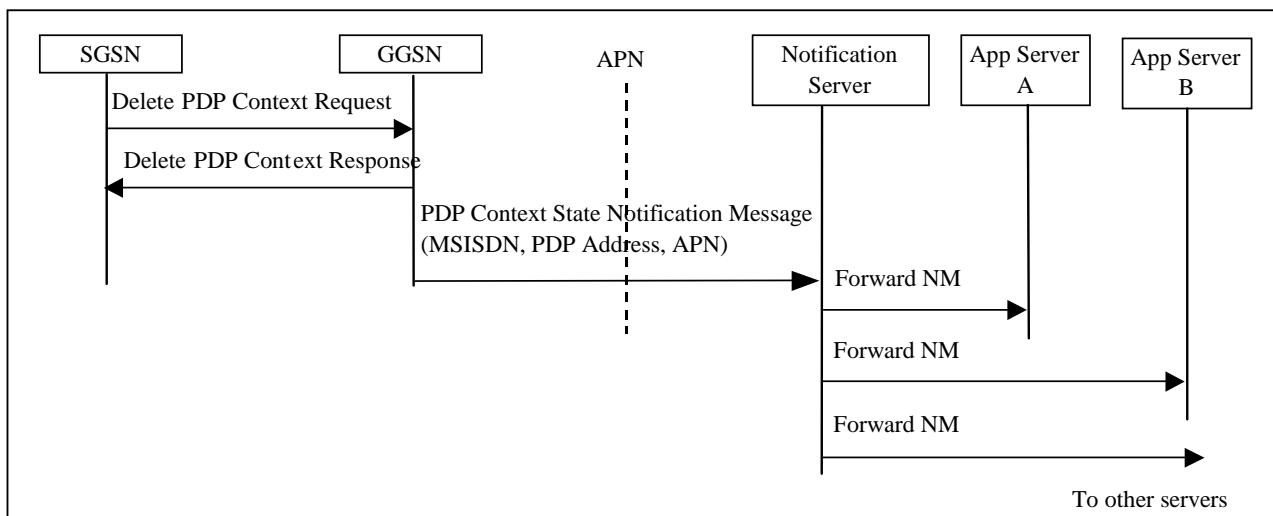 SGSN
GGSN
APN
Notification
Server
App Server
A
App Server
B
Delete PDP Context Request
Delete PDP Context Response
PDP Context State Notification Message
(MSISDN, PDP Address, APN)
Forward NM
Forward NM
Forward NM
To other servers